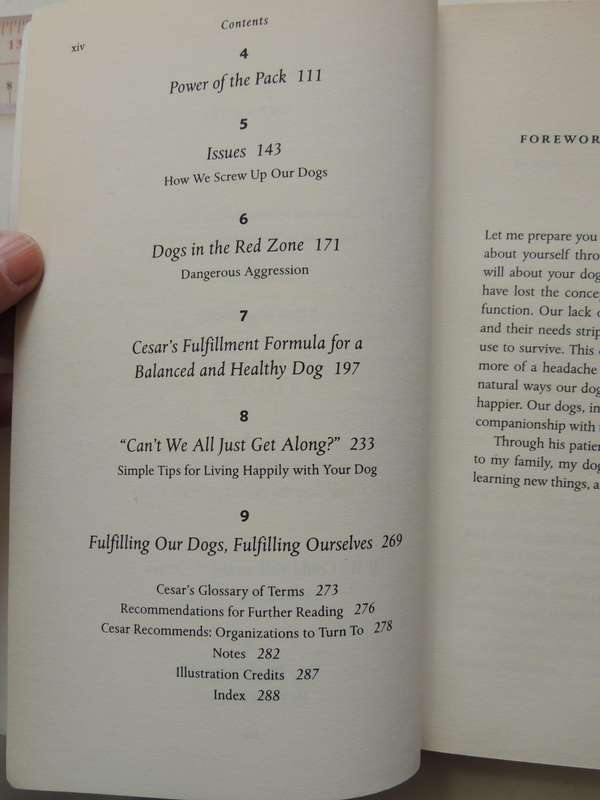 xiv
Contents
4
Power of the Pack 111
5
Issues 143
How We Screw Up Our Dogs
6
Dogs in the Red Zone 171
Dangerous Aggression
7
Cesar's Fulfillment Formula for a
Balanced and Healthy Dog 197
8
"Can't We All Just Get Along?" 233
Simple Tips for Living Happily with Your Dog
9
Fulfilling Our Dogs, Fulfilling Ourselves 269
Cesar's Glossary of Terms 273
Recommendations for Further Reading 276
Cesar Recommends: Organizations to Turn To 278
Notes 282
Illustration Credits 287
Index 288
FOREWOR
Let me prepare you
about yourself thro
will about your dog
have lost the conce
function. Our lack
and their needs strip
use to survive. This
more of a headache
natural ways our dog
happier. Our dogs, in
companionship with
Through his patie
to my family, my dog
learning new things, a
13
8